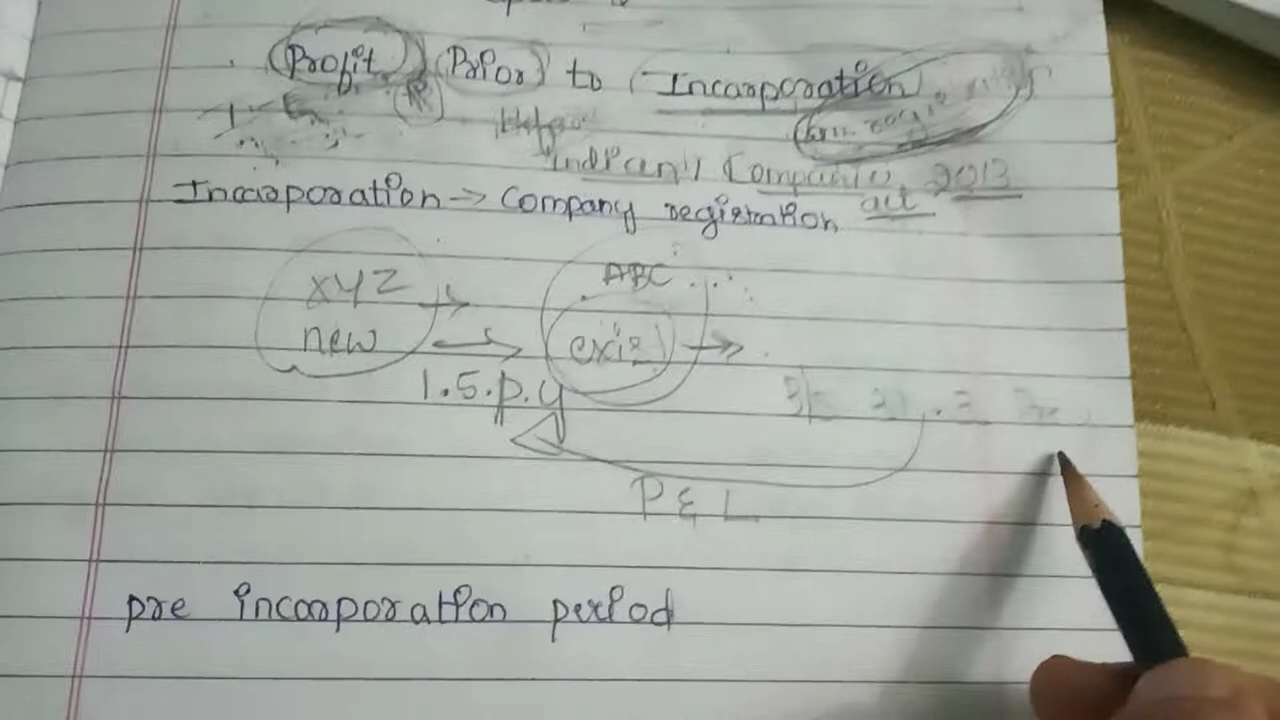 (Profit) (Prior) to (Incorporation)
Indian's Companies act 2013
Incorporation → Company registration
xyz → ABC
new → exis →
1.5.p.y
P & L
pre incorporation period